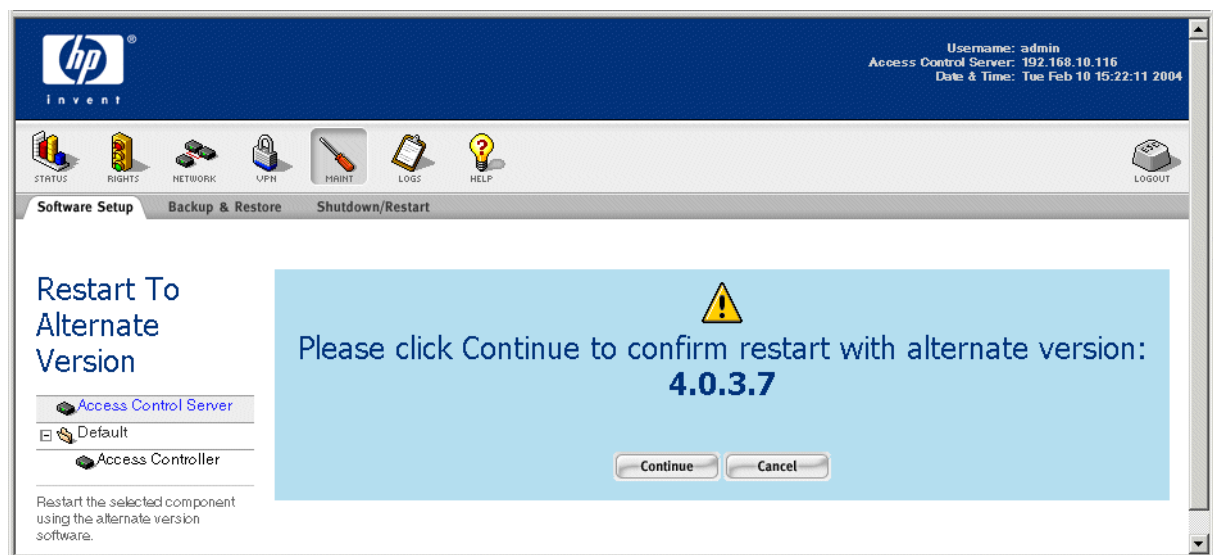 hp
®
invent
Username: admin
Access Control Server: 192.168.10.116
Date & Time: Tue Feb 10 15:22:11 2004
STATUS RIGHTS NETWORK VPN MAINT LOGS HELP LOGOUT
Software Setup Backup & Restore Shutdown/Restart
Restart To
Alternate
Version
Access Control Server
Default
Access Controller
Restart the selected component
using the alternate version
software.
Please click Continue to confirm restart with alternate version:
4.0.3.7
Continue Cancel